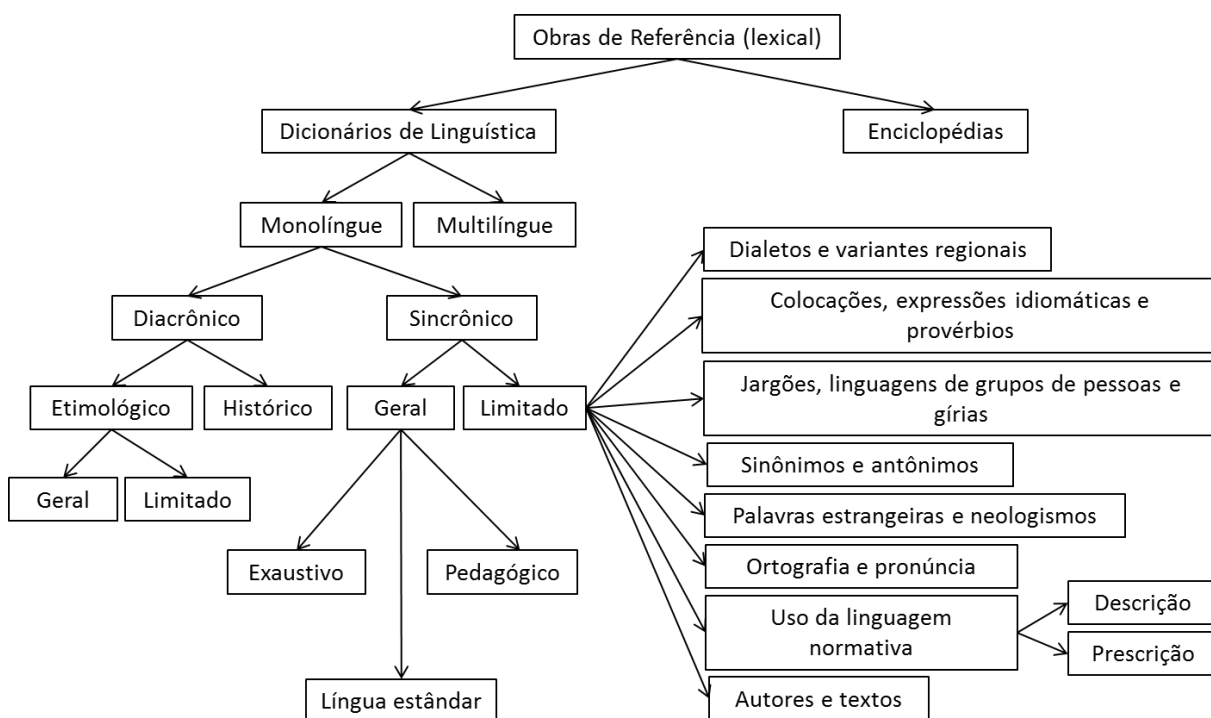 Obras de Referência (lexical)
Dicionários de Linguística
Enciclopédias
Monolíngue
Multilíngue
Diacrônico
Sincrônico
Etimológico
Histórico
Geral
Limitado
Geral
Limitado
Exaustivo
Pedagógico
Língua estândar
Dialetos e variantes regionais
Colocações, expressões idiomáticas e
provérbios
Jargões, linguagens de grupos de pessoas e
gírias
Sinônimos e antônimos
Palavras estrangeiras e neologismos
Ortografia e pronúncia
Uso da linguagem
normativa
Descrição
Prescrição
Autores e textos